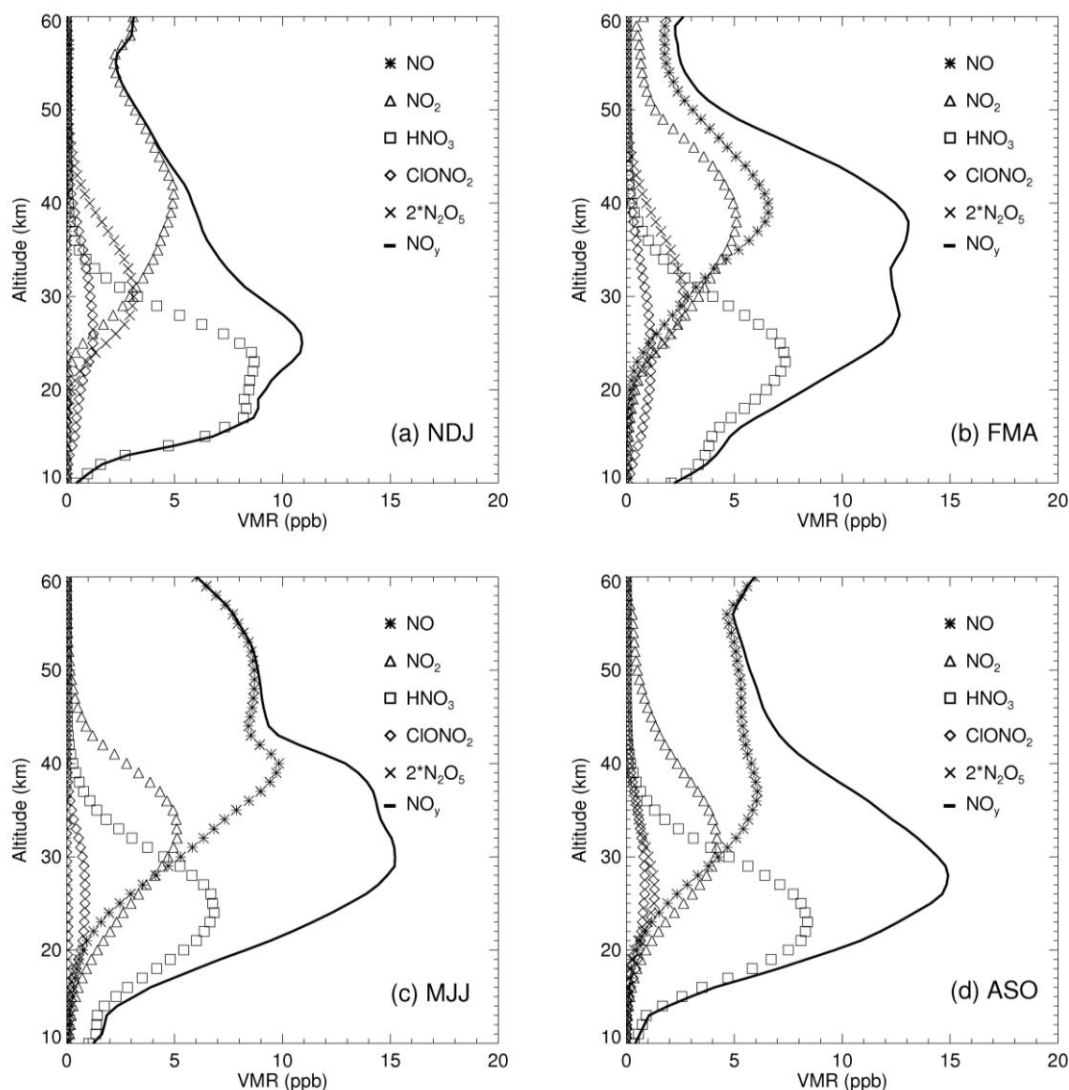 60
50
40
30
20
10
Altitude (km)
NO
NO₂
HNO₃
ClONO₂
2*N₂O₅
NOᵧ
(a) NDJ
0 5 10 15 20
VMR (ppb)
60
50
40
30
20
10
Altitude (km)
NO
NO₂
HNO₃
ClONO₂
2*N₂O₅
NOᵧ
(b) FMA
0 5 10 15 20
VMR (ppb)
60
50
40
30
20
10
Altitude (km)
NO
NO₂
HNO₃
ClONO₂
2*N₂O₅
NOᵧ
(c) MJJ
0 5 10 15 20
VMR (ppb)
60
50
40
30
20
10
Altitude (km)
NO
NO₂
HNO₃
ClONO₂
2*N₂O₅
NOᵧ
(d) ASO
0 5 10 15 20
VMR (ppb)